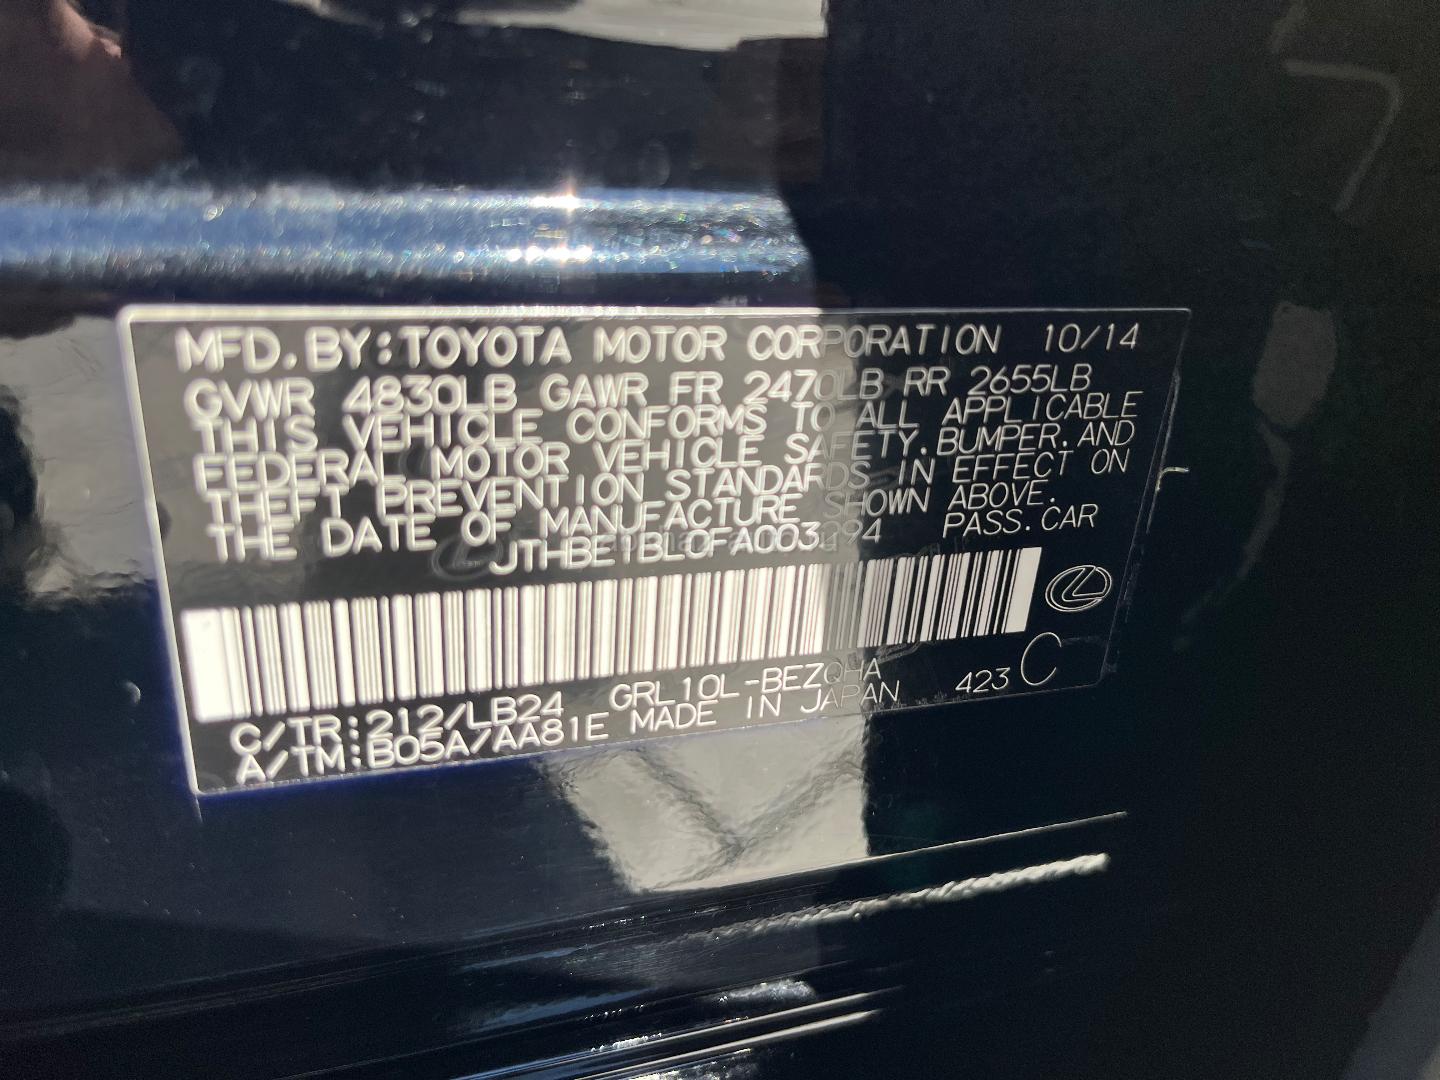 MFD. BY: TOYOTA MOTOR CORPORATION 10/14
GVWR 4830LB GAWR FR 2470LB RR 2655LB
THIS VEHICLE CONFORMS TO ALL APPLICABLE
FEDERAL MOTOR VEHICLE SAFETY, BUMPER, AND
THEFT PREVENTION STANDARDS IN EFFECT ON
THE DATE OF MANUFACTURE SHOWN ABOVE.
PASS. CAR
C/TR: 212/LB24 GRL10L-BEZQHA
A/TM: B05A/AA81E MADE IN JAPAN 423 C